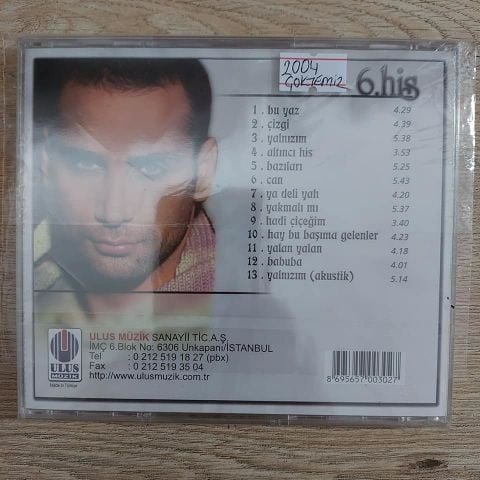 2004
ÇOKTEMİZ
6.his
1 . bu yaz 4.29
2 . çizgi 4.39
3 . yalnızım 5.38
4 . altıncı his 3.53
5 . bazıları 5.25
6 . can 5.43
7 . ya deli yah 4.20
8 . yakmalı mı 5.37
9 . hadi çiçeğim 3.40
10 . hay bu başıma gelenler 4.23
11 . yalan yalan 4.18
12 . babuba 4.01
13 . yalnızım (akustik) 5.14
ULUS MÜZİK SANAYİİ TİC A.Ş.
İMÇ 6.Blok No: 6306 Unkapanı/İSTANBUL
Tel : 0 212 519 18 27 (pbx)
Fax : 0 212 519 35 04
http://www.ulusmuzik.com.tr
ULUS
MÜZİK
Made in Türkiye
8 695657 003027